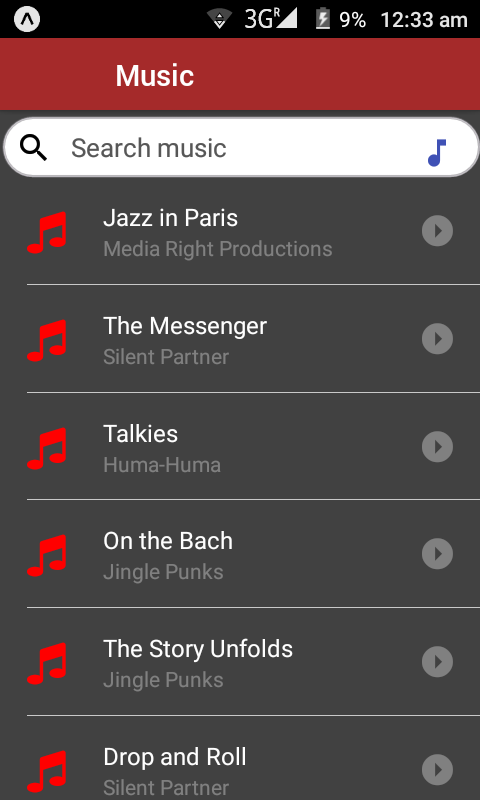 3G R 9% 12:33 am
Music
Search music
Jazz in Paris
Media Right Productions
The Messenger
Silent Partner
Talkies
Huma-Huma
On the Bach
Jingle Punks
The Story Unfolds
Jingle Punks
Drop and Roll
Silent Partner